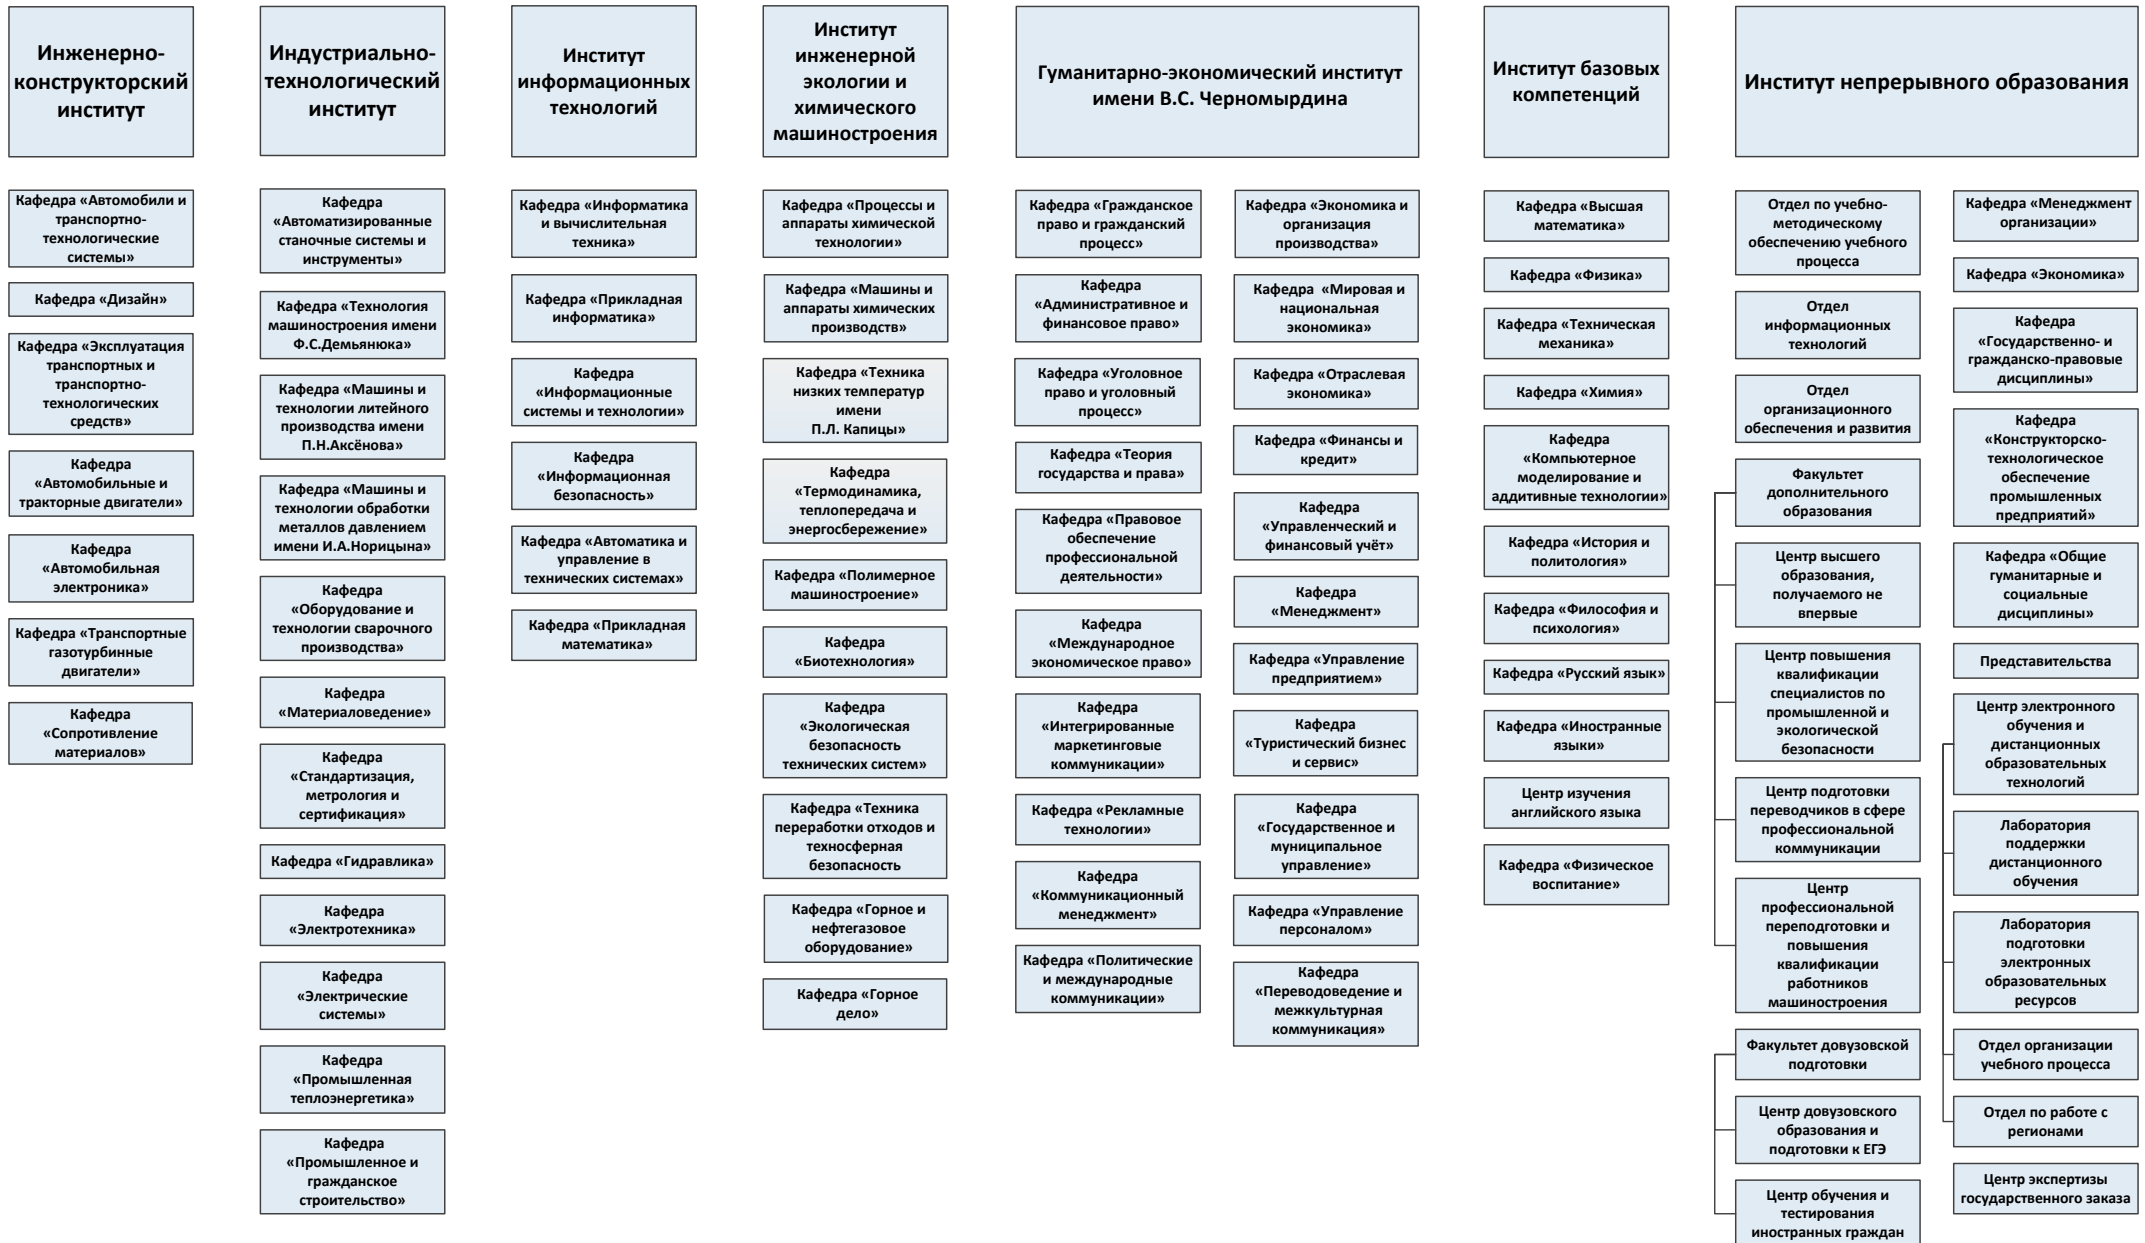 Инженерно-
конструкторский
институт
Кафедра «Автомобили и
транспортно-
технологические
системы»
Кафедра «Дизайн»
Кафедра «Эксплуатация
транспортных и
транспортно-
технологических
средств»
Кафедра
«Автомобильные и
тракторные двигатели»
Кафедра
«Автомобильная
электроника»
Кафедра «Транспортные
газотурбинные
двигатели»
Кафедра
«Сопротивление
материалов»
Индустриально-
технологический
институт
Кафедра
«Автоматизированные
станочные системы и
инструменты»
Кафедра «Технология
машиностроения имени
Ф.С.Демьянюка»
Кафедра «Машины и
технологии литейного
производства имени
П.Н.Аксёнова»
Кафедра «Машины и
технологии обработки
металлов давлением
имени И.А.Норицына»
Кафедра
«Оборудование и
технологии сварочного
производства»
Кафедра
«Материаловедение»
Кафедра
«Стандартизация,
метрология и
сертификация»
Кафедра «Гидравлика»
Кафедра
«Электротехника»
Кафедра
«Электрические
системы»
Кафедра
«Промышленная
теплоэнергетика»
Кафедра
«Промышленное и
гражданское
строительство»
Институт
информационных
технологий
Кафедра «Информатика
и вычислительная
техника»
Кафедра «Прикладная
информатика»
Кафедра
«Информационные
системы и технологии»
Кафедра
«Информационная
безопасность»
Кафедра «Автоматика и
управление в
технических системах»
Кафедра «Прикладная
математика»
Институт
инженерной
экологии и
химического
машиностроения
Кафедра «Процессы и
аппараты химической
технологии»
Кафедра «Машины и
аппараты химических
производств»
Кафедра «Техника
низких температур
имени
П.Л. Капицы»
Кафедра
«Термодинамика,
теплопередача и
энергосбережение»
Кафедра «Полимерное
машиностроение»
Кафедра
«Биотехнология»
Кафедра
«Экологическая
безопасность
технических систем»
Кафедра «Техника
переработки отходов и
техносферная
безопасность
Кафедра «Горное и
нефтегазовое
оборудование»
Кафедра «Горное
дело»
Гуманитарно-экономический институт
имени В.С. Черномырдина
Кафедра «Гражданское
право и гражданский
процесс»
Кафедра
«Административное и
финансовое право»
Кафедра «Уголовное
право и уголовный
процесс»
Кафедра «Теория
государства и права»
Кафедра «Правовое
обеспечение
профессиональной
деятельности»
Кафедра
«Международное
экономическое право»
Кафедра
«Интегрированные
маркетинговые
коммуникации»
Кафедра «Рекламные
технологии»
Кафедра
«Коммуникационный
менеджмент»
Кафедра «Политические
и международные
коммуникации»
Кафедра «Экономика и
организация
производства»
Кафедра «Мировая и
национальная
экономика»
Кафедра «Отраслевая
экономика»
Кафедра «Финансы и
кредит»
Кафедра
«Управленческий и
финансовый учёт»
Кафедра
«Менеджмент»
Кафедра «Управление
предприятием»
Кафедра
«Туристический бизнес
и сервис»
Кафедра
«Государственное и
муниципальное
управление»
Кафедра «Управление
персоналом»
Кафедра
«Переводоведение и
межкультурная
коммуникация»
Институт базовых
компетенций
Кафедра «Высшая
математика»
Кафедра «Физика»
Кафедра «Техническая
механика»
Кафедра «Химия»
Кафедра
«Компьютерное
моделирование и
аддитивные технологии»
Кафедра «История и
политология»
Кафедра «Философия и
психология»
Кафедра «Русский язык»
Кафедра «Иностранные
языки»
Центр изучения
английского языка
Кафедра «Физическое
воспитание»
Институт непрерывного образования
Отдел по учебно-
методическому
обеспечению учебного
процесса
Отдел
информационных
технологий
Отдел
организационного
обеспечения и развития
Факультет
дополнительного
образования
Центр высшего
образования,
получаемого не
впервые
Центр повышения
квалификации
специалистов по
промышленной и
экологической
безопасности
Центр подготовки
переводчиков в сфере
профессиональной
коммуникации
Центр
профессиональной
переподготовки и
повышения
квалификации
работников
машиностроения
Факультет довузовской
подготовки
Центр довузовского
образования и
подготовки к ЕГЭ
Центр обучения и
тестирования
иностранных граждан
Кафедра «Менеджмент
организации»
Кафедра «Экономика»
Кафедра
«Государственно- и
гражданско-правовые
дисциплины»
Кафедра
«Конструкторско-
технологическое
обеспечение
промышленных
предприятий»
Кафедра «Общие
гуманитарные и
социальные
дисциплины»
Представительства
Центр электронного
обучения и
дистанционных
образовательных
технологий
Лаборатория
поддержки
дистанционного
обучения
Лаборатория
подготовки
электронных
образовательных
ресурсов
Отдел организации
учебного процесса
Отдел по работе с
регионами
Центр экспертизы
государственного заказа